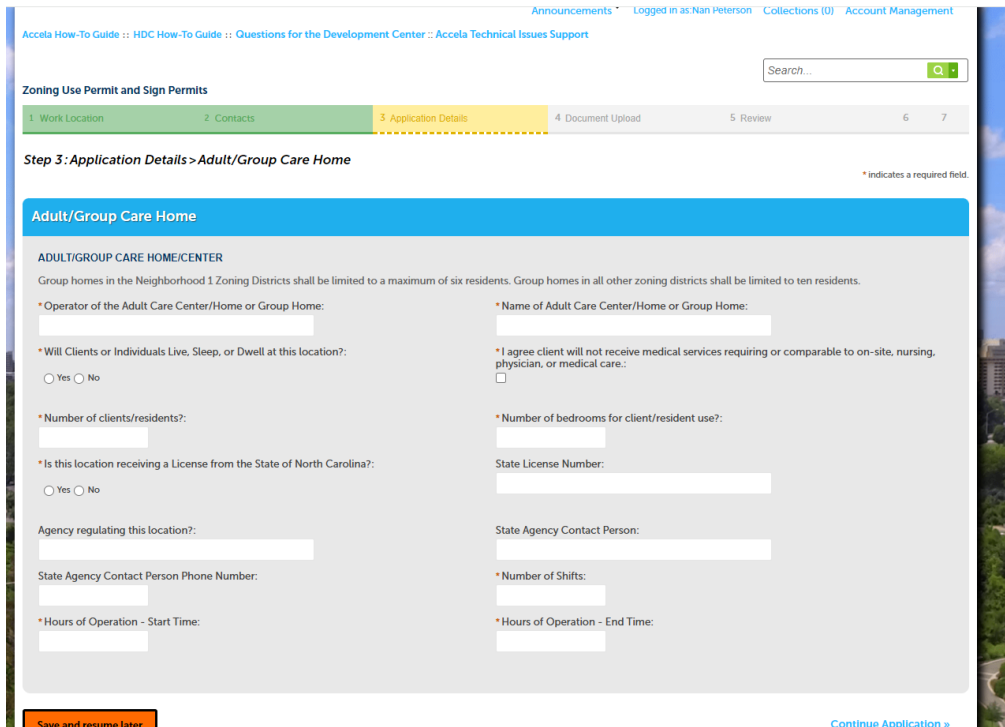 Announcements Logged in as:Nan Peterson Collections (0) Account Management
Accela How-To Guide :: HDC How-To Guide :: Questions for the Development Center :: Accela Technical Issues Support
Search...
Zoning Use Permit and Sign Permits
1 Work Location 2 Contacts 3 Application Details 4 Document Upload 5 Review 6 7
Step 3: Application Details > Adult/Group Care Home
* indicates a required field.
Adult/Group Care Home
ADULT/GROUP CARE HOME/CENTER
Group homes in the Neighborhood 1 Zoning Districts shall be limited to a maximum of six residents. Group homes in all other zoning districts shall be limited to ten residents.
* Operator of the Adult Care Center/Home or Group Home: * Name of Adult Care Center/Home or Group Home:
* Will Clients or Individuals Live, Sleep, or Dwell at this location?: * I agree client will not receive medical services requiring or comparable to on-site, nursing,
physician, or medical care.:
Yes No
* Number of clients/residents?: * Number of bedrooms for client/resident use?:
* Is this location receiving a License from the State of North Carolina?: State License Number:
Yes No
Agency regulating this location?: State Agency Contact Person:
State Agency Contact Person Phone Number: * Number of Shifts:
* Hours of Operation - Start Time: * Hours of Operation - End Time:
Save and resume later Continue Application »